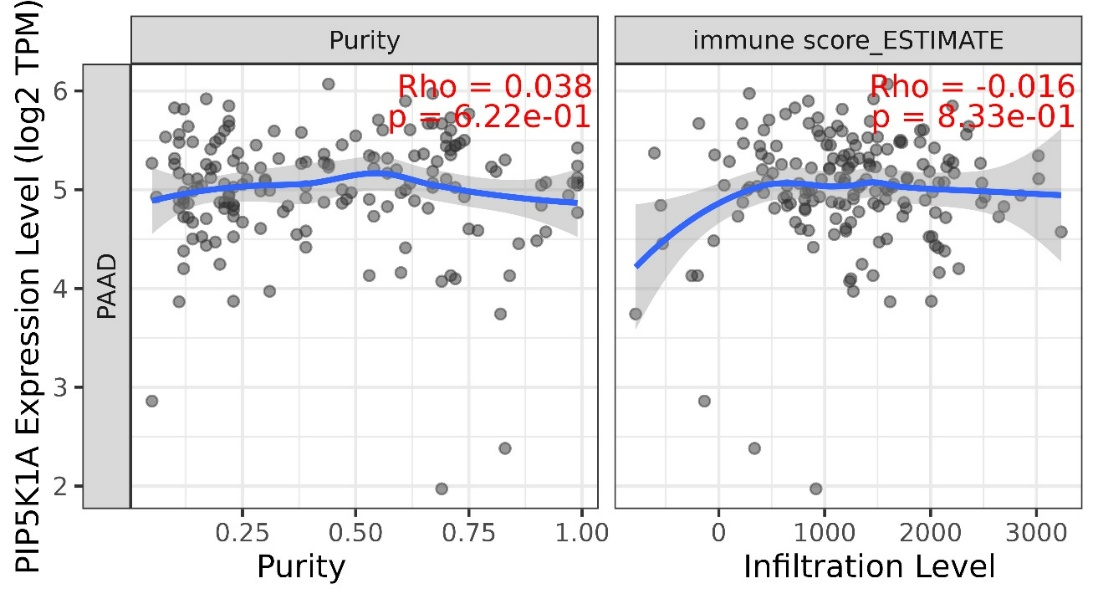 Purity
immune score_ESTIMATE
PIP5K1A Expression Level (log2 TPM)
PAAD
6
5
4
3
2
Rho = 0.038
p = 6.22e-01
Rho = -0.016
p = 8.33e-01
0.25 0.50 0.75 1.00
0 1000 2000 3000
Purity
Infiltration Level